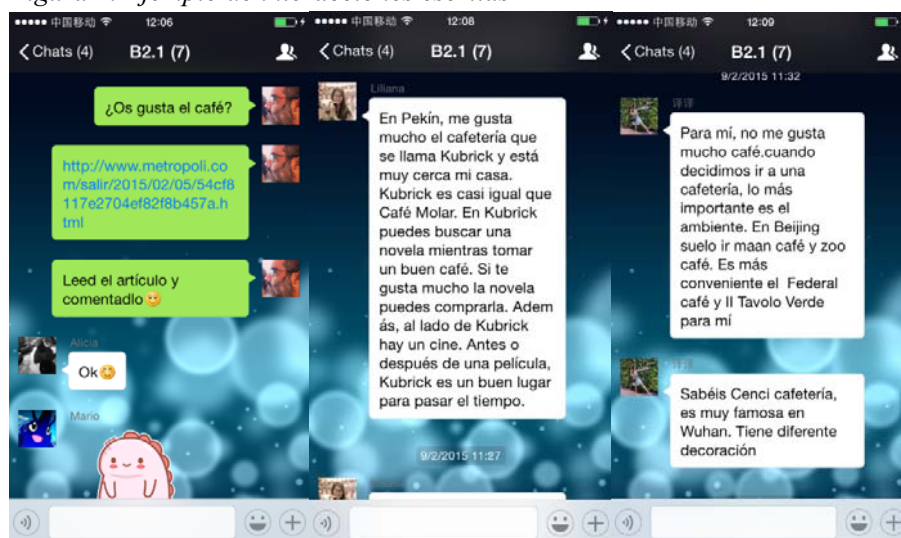 中国移动 12:06
Chats (4) B2.1 (7)
¿Os gusta el café?
http://www.metropoli.co
m/salir/2015/02/05/54cf8
117e2704ef82f8b457a.h
tml
Leed el artículo y
comentadlo
Alicia
Ok
Mario
中国移动 12:08
Chats (4) B2.1 (7)
Liliana
En Pekín, me gusta
mucho el cafetería que
se llama Kubrick y está
muy cerca mi casa.
Kubrick es casi igual que
Café Molar. En Kubrick
puedes buscar una
novela mientras tomar
un buen café. Si te
gusta mucho la novela
puedes comprarla. Adem
ás, al lado de Kubrick
hay un cine. Antes o
después de una película,
Kubrick es un buen lugar
para pasar el tiempo.
9/2/2015 11:27
中国移动 12:09
Chats (4) B2.1 (7)
9/2/2015 11:32
译译
Para mí, no me gusta
mucho café.cuando
decidimos ir a una
cafetería, lo más
importante es el
ambiente. En Beijing
suelo ir maan café y zoo
café. Es más
conveniente el Federal
café y Il Tavolo Verde
para mí
译译
Sabéis Cenci cafetería,
es muy famosa en
Wuhan. Tiene diferente
decoración